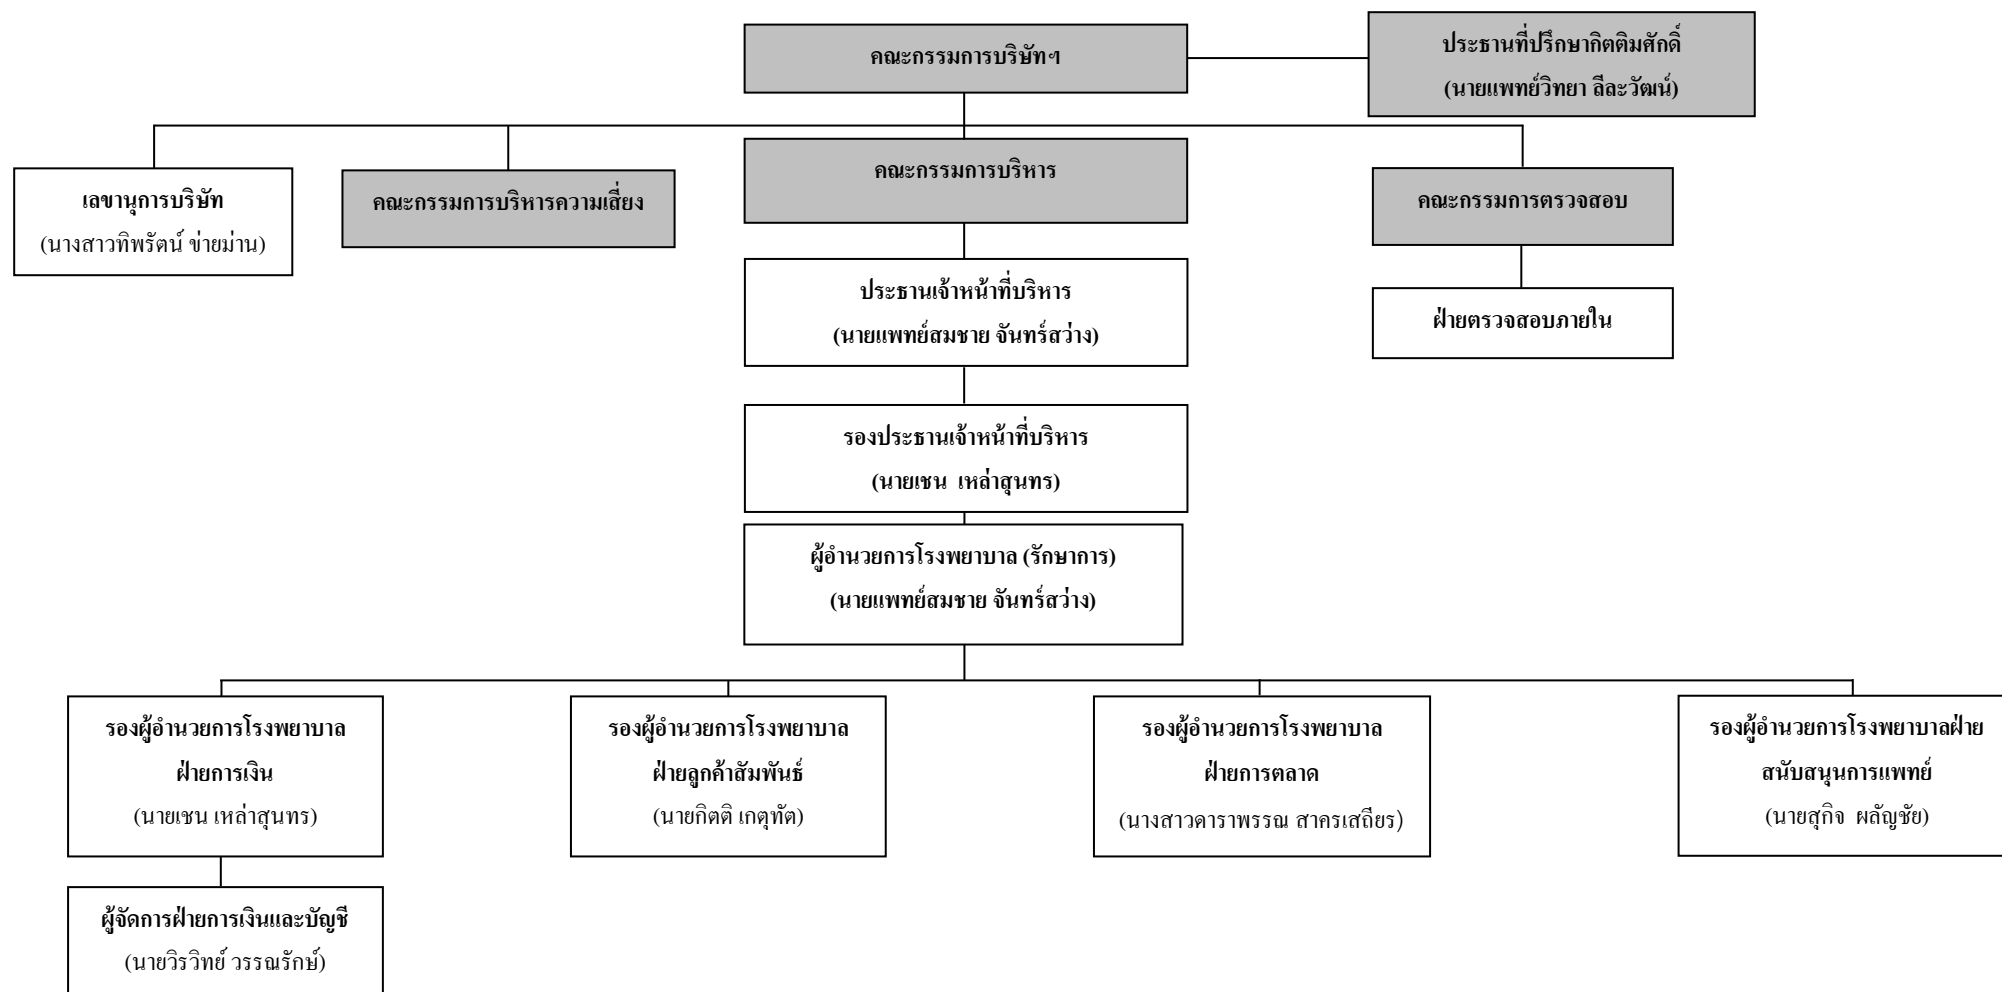 คณะกรรมการบริษัทฯ
ประธานที่ปรึกษากิตติมศักดิ์
(นายแพทย์วิทยา ลีละวัฒน์)
เลขานุการบริษัท
(นางสาวทิพรัตน์ ข่ายม่าน)
คณะกรรมการบริหารความเสี่ยง
คณะกรรมการบริหาร
คณะกรรมการตรวจสอบ
ประธานเจ้าหน้าที่บริหาร
(นายแพทย์สมชาย จันทร์สว่าง)
ฝ่ายตรวจสอบภายใน
รองประธานเจ้าหน้าที่บริหาร
(นายเชน เหล่าสุนทร)
ผู้อำนวยการโรงพยาบาล (รักษาการ)
(นายแพทย์สมชาย จันทร์สว่าง)
รองผู้อำนวยการโรงพยาบาล
ฝ่ายการเงิน
(นายเชน เหล่าสุนทร)
รองผู้อำนวยการโรงพยาบาล
ฝ่ายลูกค้าสัมพันธ์
(นายกิตติ เกตุทัต)
รองผู้อำนวยการโรงพยาบาล
ฝ่ายการตลาด
(นางสาวดาราพรรณ สาครเสถียร)
รองผู้อำนวยการโรงพยาบาลฝ่าย
สนับสนุนการแพทย์
(นายสุกิจ ผลัญชัย)
ผู้จัดการฝ่ายการเงินและบัญชี
(นายวิรวิทย์ วรรณรักษ์)